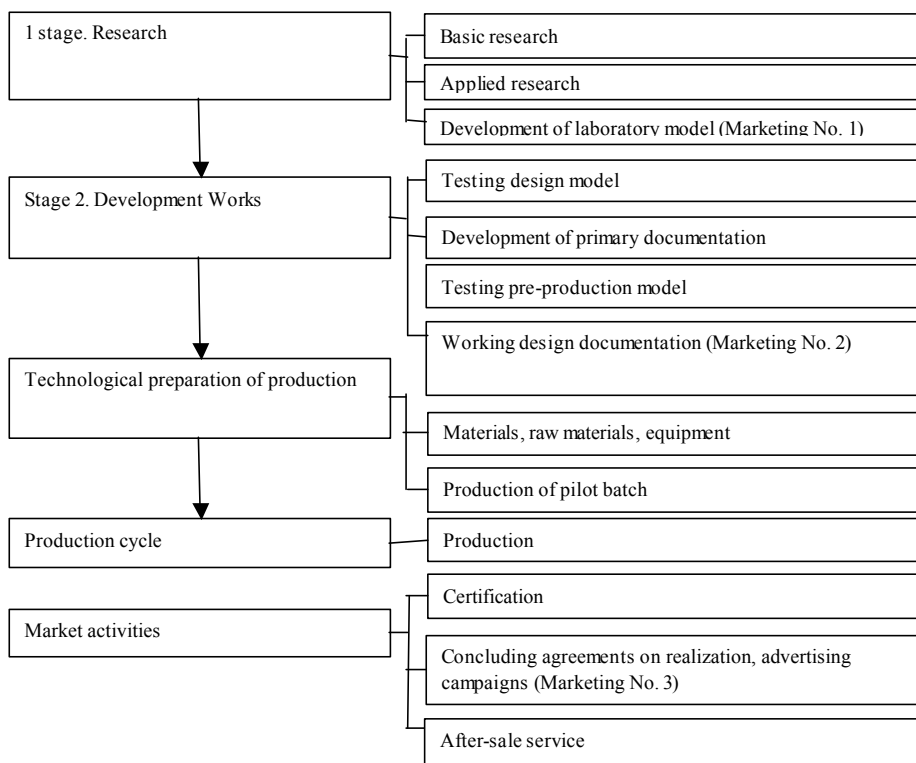 1 stage. Research
Basic research
Applied research
Development of laboratory model (Marketing No. 1)
Stage 2. Development Works
Testing design model
Development of primary documentation
Testing pre-production model
Working design documentation (Marketing No. 2)
Technological preparation of production
Materials, raw materials, equipment
Production of pilot batch
Production cycle
Production
Market activities
Certification
Concluding agreements on realization, advertising
campaigns (Marketing No. 3)
After-sale service